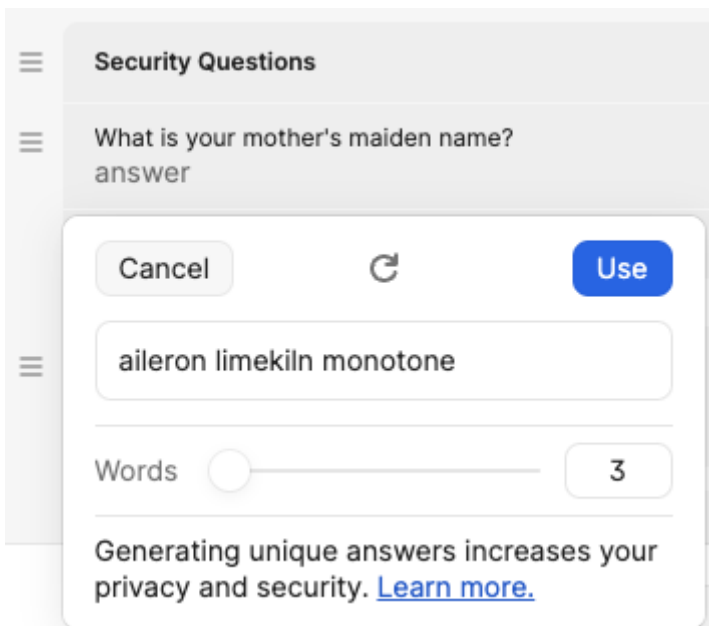 Security Questions
What is your mother's maiden name?
answer
Cancel
Use
aileron limekiln monotone
Words
3
Generating unique answers increases your
privacy and security. Learn more.